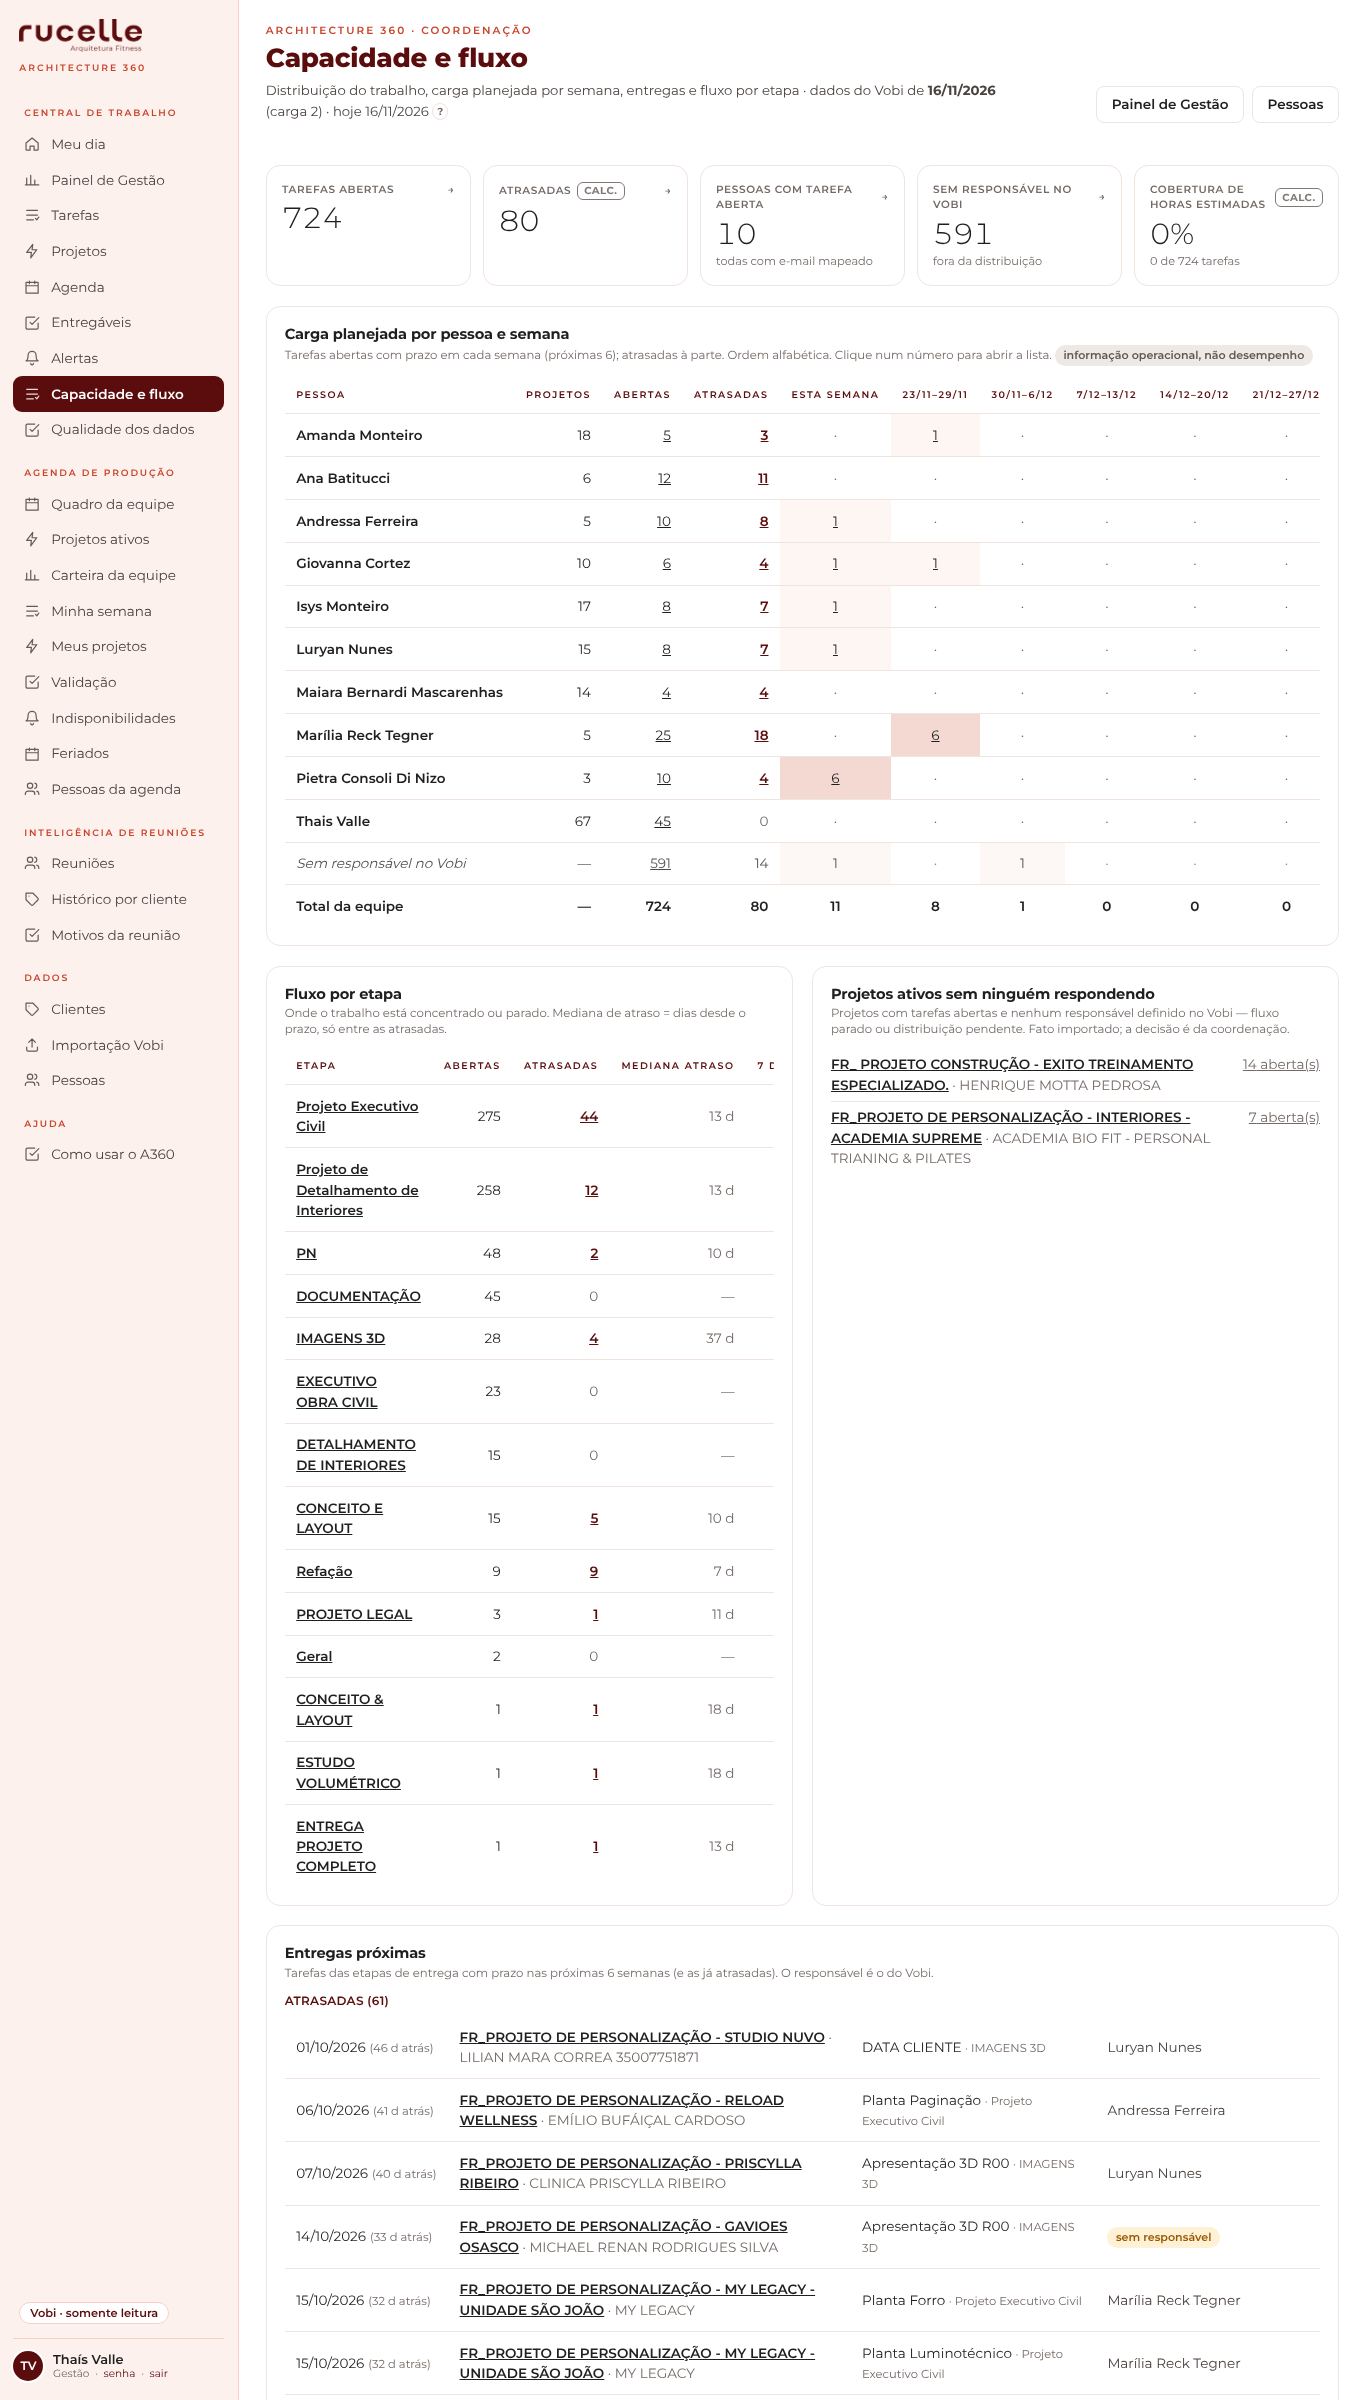 rucelle
Arquitetura Fitness
ARCHITECTURE 360
CENTRAL DE TRABALHO
Meu dia
Painel de Gestão
Tarefas
Projetos
Agenda
Entregáveis
Alertas
Capacidade e fluxo
Qualidade dos dados
AGENDA DE PRODUÇÃO
Quadro da equipe
Projetos ativos
Carteira da equipe
Minha semana
Meus projetos
Validação
Indisponibilidades
Feriados
Pessoas da agenda
INTELIGÊNCIA DE REUNIÕES
Reuniões
Histórico por cliente
Motivos da reunião
DADOS
Clientes
Importação Vobi
Pessoas
AJUDA
Como usar o A360
Vobi · somente leitura
TV
Thaís Valle
Gestão · senha · sair
ARCHITECTURE 360 · COORDENAÇÃO
Capacidade e fluxo
Distribuição do trabalho, carga planejada por semana, entregas e fluxo por etapa · dados do Vobi de 16/11/2026
(carga 2) · hoje 16/11/2026 ?
Painel de Gestão
Pessoas
TAREFAS ABERTAS →
724
ATRASADAS CALC. →
80
PESSOAS COM TAREFA
ABERTA →
10
todas com e-mail mapeado
SEM RESPONSÁVEL NO
VOBI →
591
fora da distribuição
COBERTURA DE
HORAS ESTIMADAS CALC.
0%
0 de 724 tarefas
Carga planejada por pessoa e semana
Tarefas abertas com prazo em cada semana (próximas 6); atrasadas à parte. Ordem alfabética. Clique num número para abrir a lista. informação operacional, não desempenho
PESSOA PROJETOS ABERTAS ATRASADAS ESTA SEMANA 23/11–29/11 30/11–6/12 7/12–13/12 14/12–20/12 21/12–27/12
Amanda Monteiro 18 5 3 · 1 · · · ·
Ana Batitucci 6 12 11 · · · · · ·
Andressa Ferreira 5 10 8 1 · · · · ·
Giovanna Cortez 10 6 4 1 1 · · · ·
Isys Monteiro 17 8 7 1 · · · · ·
Luryan Nunes 15 8 7 1 · · · · ·
Maiara Bernardi Mascarenhas 14 4 4 · · · · · ·
Marília Reck Tegner 5 25 18 · 6 · · · ·
Pietra Consoli Di Nizo 3 10 4 6 · · · · ·
Thais Valle 67 45 0 · · · · · ·
Sem responsável no Vobi — 591 14 1 · 1 · · ·
Total da equipe — 724 80 11 8 1 0 0 0
Fluxo por etapa
Onde o trabalho está concentrado ou parado. Mediana de atraso = dias desde o
prazo, só entre as atrasadas.
ETAPA ABERTAS ATRASADAS MEDIANA ATRASO 7 D
Projeto Executivo
Civil 275 44 13 d
Projeto de
Detalhamento de
Interiores 258 12 13 d
PN 48 2 10 d
DOCUMENTAÇÃO 45 0 —
IMAGENS 3D 28 4 37 d
EXECUTIVO
OBRA CIVIL 23 0 —
DETALHAMENTO
DE INTERIORES 15 0 —
CONCEITO E
LAYOUT 15 5 10 d
Refação 9 9 7 d
PROJETO LEGAL 3 1 11 d
Geral 2 0 —
CONCEITO &
LAYOUT 1 1 18 d
ESTUDO
VOLUMÉTRICO 1 1 18 d
ENTREGA
PROJETO
COMPLETO 1 1 13 d
Projetos ativos sem ninguém respondendo
Projetos com tarefas abertas e nenhum responsável definido no Vobi — fluxo
parado ou distribuição pendente. Fato importado; a decisão é da coordenação.
FR_ PROJETO CONSTRUÇÃO - EXITO TREINAMENTO
ESPECIALIZADO. · HENRIQUE MOTTA PEDROSA
14 aberta(s)
FR_PROJETO DE PERSONALIZAÇÃO - INTERIORES -
ACADEMIA SUPREME · ACADEMIA BIO FIT - PERSONAL
TRIANING & PILATES
7 aberta(s)
Entregas próximas
Tarefas das etapas de entrega com prazo nas próximas 6 semanas (e as já atrasadas). O responsável é o do Vobi.
ATRASADAS (61)
01/10/2026 (46 d atrás)
FR_PROJETO DE PERSONALIZAÇÃO - STUDIO NUVO ·
LILIAN MARA CORREA 35007751871
DATA CLIENTE · IMAGENS 3D
Luryan Nunes
06/10/2026 (41 d atrás)
FR_PROJETO DE PERSONALIZAÇÃO - RELOAD
WELLNESS · EMÍLIO BUFÁIÇAL CARDOSO
Planta Paginação · Projeto
Executivo Civil
Andressa Ferreira
07/10/2026 (40 d atrás)
FR_PROJETO DE PERSONALIZAÇÃO - PRISCYLLA
RIBEIRO · CLINICA PRISCYLLA RIBEIRO
Apresentação 3D R00 · IMAGENS
3D
Luryan Nunes
14/10/2026 (33 d atrás)
FR_PROJETO DE PERSONALIZAÇÃO - GAVIOES
OSASCO · MICHAEL RENAN RODRIGUES SILVA
Apresentação 3D R00 · IMAGENS
3D
sem responsável
15/10/2026 (32 d atrás)
FR_PROJETO DE PERSONALIZAÇÃO - MY LEGACY -
UNIDADE SÃO JOÃO · MY LEGACY
Planta Forro · Projeto Executivo Civil
Marília Reck Tegner
15/10/2026 (32 d atrás)
FR_PROJETO DE PERSONALIZAÇÃO - MY LEGACY -
UNIDADE SÃO JOÃO · MY LEGACY
Planta Luminotécnico · Projeto
Executivo Civil
Marília Reck Tegner